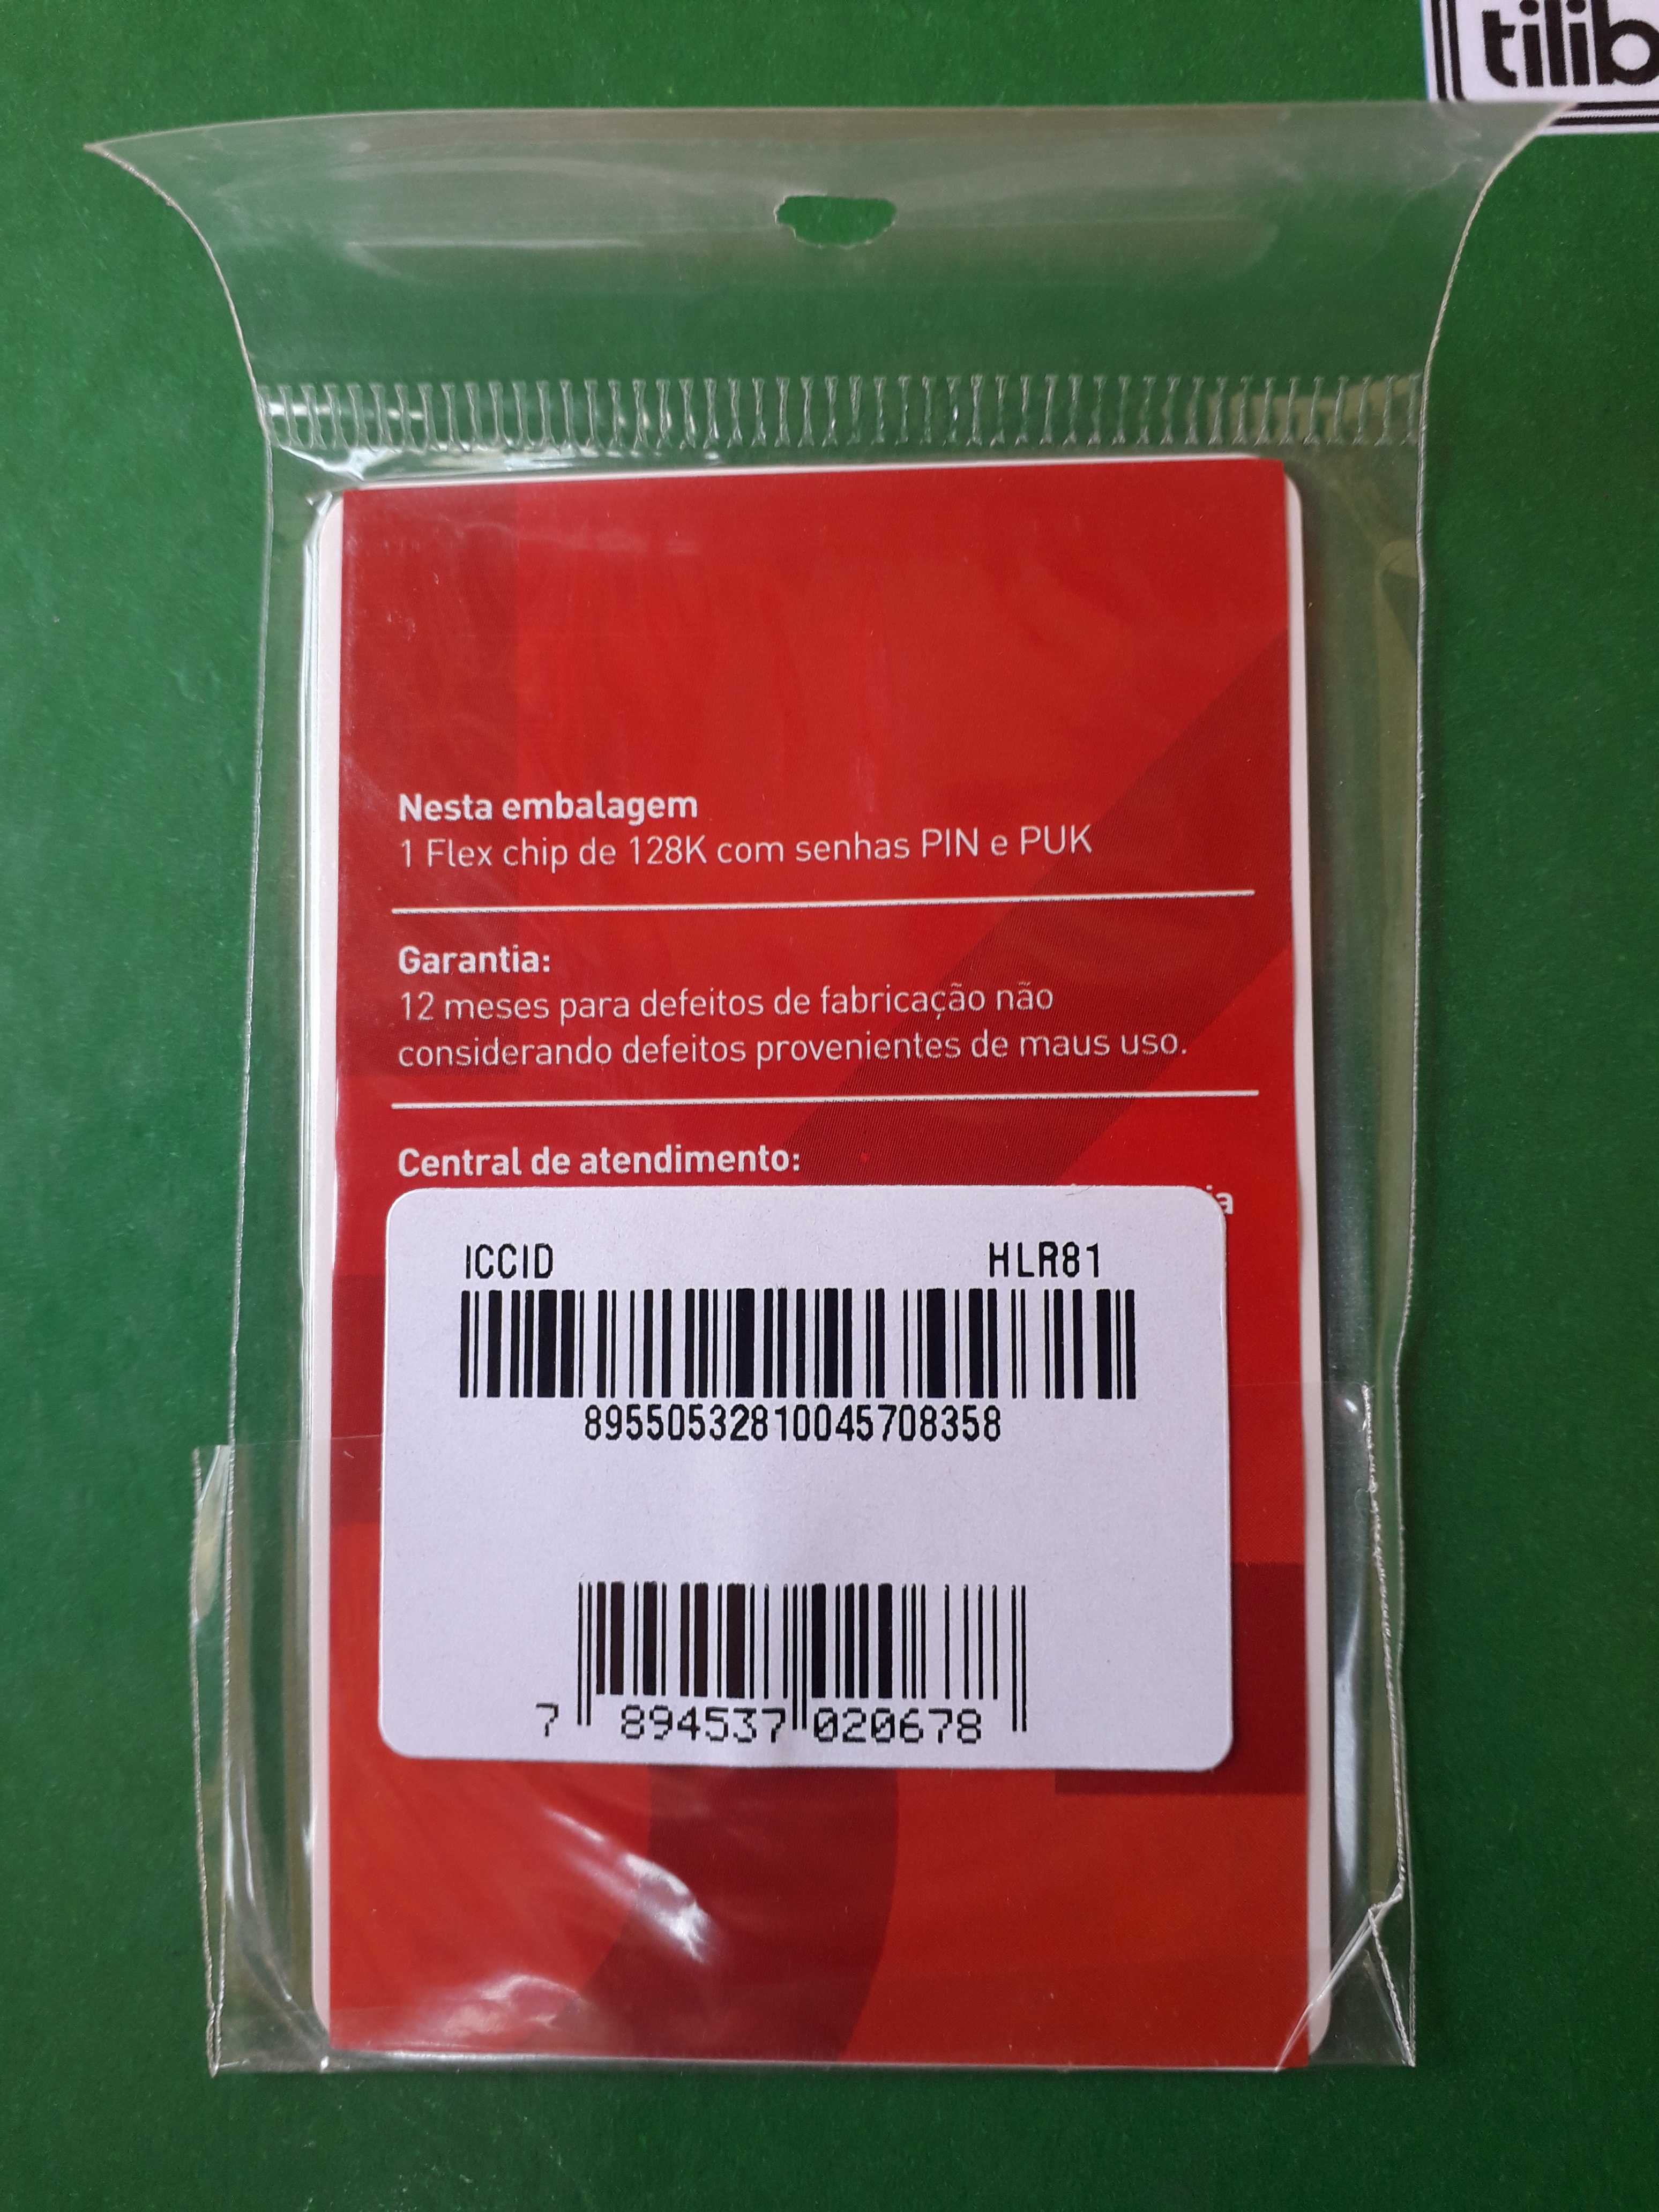 tilib
Nesta embalagem
1 Flex chip de 128K com senhas PIN e PUK
Garantia:
12 meses para defeitos de fabricação não
considerando defeitos provenientes de maus uso.
Central de atendimento:
ICCID HLR81
89550532810045708358
7 894537 020678